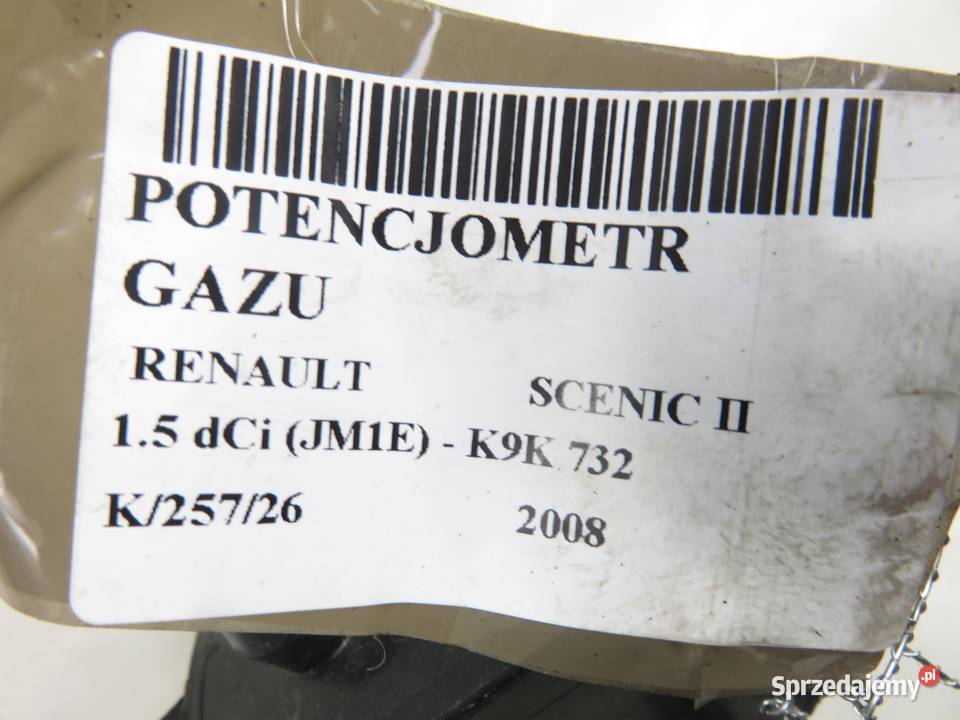 POTENCJOMETR
GAZU
RENAULT SCENIC II
1.5 dCi (JM1E) - K9K 732
K/257/26 2008
Sprzedajemy.pl